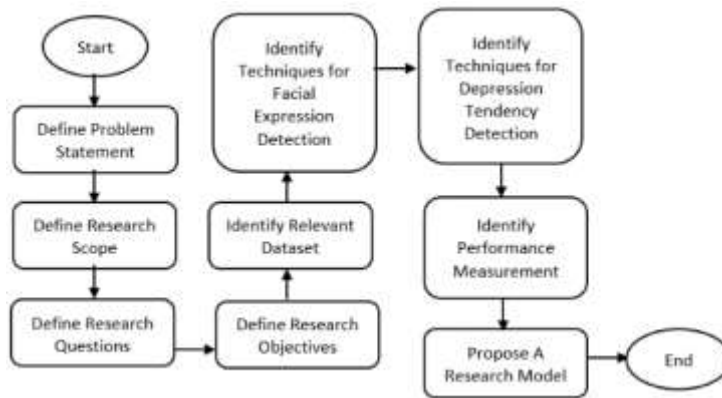 Start
Define Problem
Statement
Define Research
Scope
Define Research
Questions
Define Research
Objectives
Identify Relevant
Dataset
Identify
Techniques for
Facial
Expression
Detection
Identify
Techniques for
Depression
Tendency
Detection
Identify
Performance
Measurement
Propose A
Research Model
End